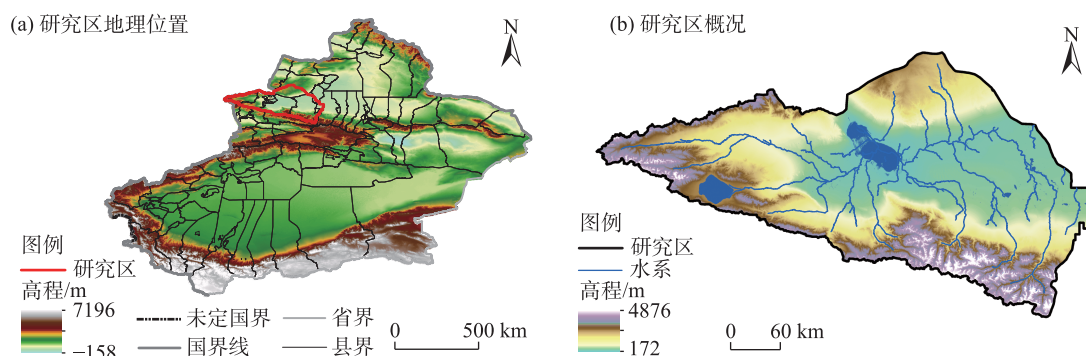 (a) 研究区地理位置
N
图例
研究区
高程/m
7196
−158
未定国界
国界线
省界
县界
0 500 km
(b) 研究区概况
N
图例
研究区
水系
高程/m
4876
172
0 60 km